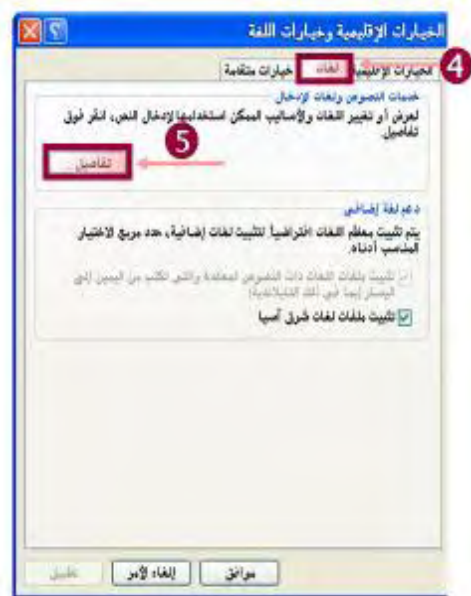 الخيارات الإقليمية وخيارات اللغة
الخيارات الإقليمية لغات خيارات متقدمة
4
خدمات النصوص ولغات الإدخال
لعرض أو تغيير اللغات والأساليب الممكن استخدامها لإدخال النص، انقر فوق
تفاصيل.
5
تفاصيل...
دعم لغة إضافي
يتم تثبيت معظم اللغات افتراضياً لتثبيت لغات إضافية، حدد مربع الاختيار
المناسب أدناه.
تثبيت ملفات اللغات ذات النصوص المعقدة والتي تكتب من اليمين إلى
اليسار (بما في ذلك التايلاندية)
تثبيت ملفات لغات شرق آسيا
موافق
إلغاء الأمر
تطبيق